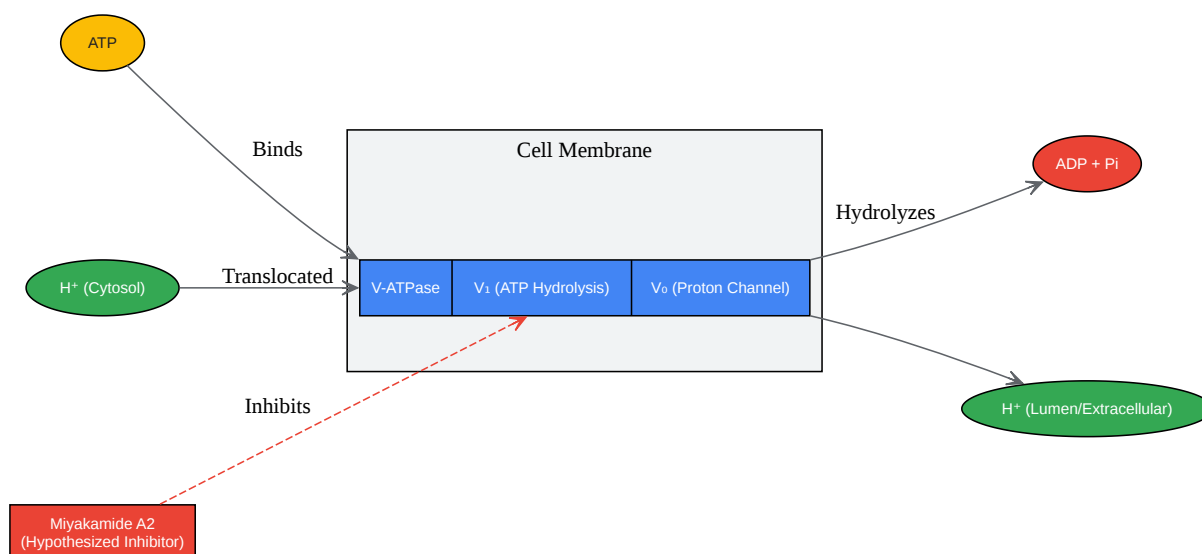 ATP
Binds
Cell Membrane
ADP + Pi
Hydrolyzes
H⁺ (Cytosol)
Translocated
V-ATPase
V₁ (ATP Hydrolysis)
V₀ (Proton Channel)
H⁺ (Lumen/Extracellular)
Inhibits
Miyakamide A2
(Hypothesized Inhibitor)